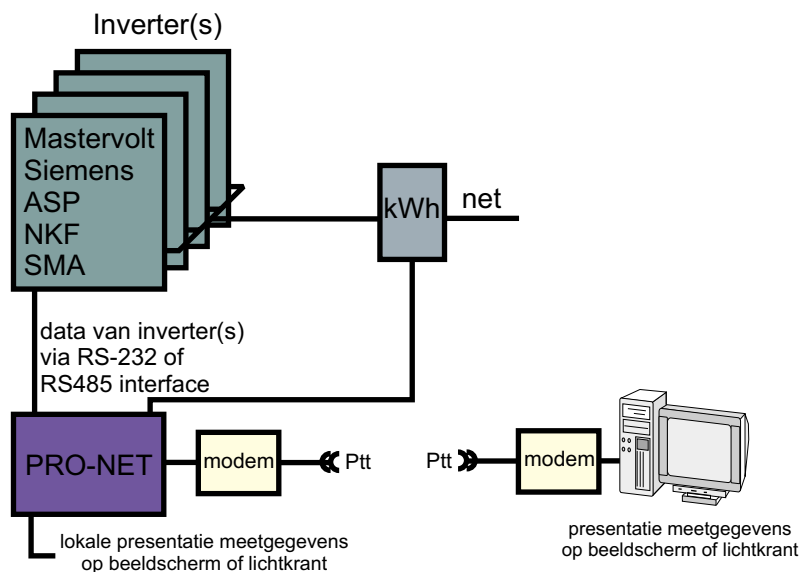 Inverter(s)
Mastervolt
Siemens
ASP
NKF
SMA
kWh
net
data van inverter(s)
via RS-232 of
RS485 interface
PRO-NET
modem
Ptt
Ptt
modem
lokale presentatie meetgegevens
op beeldscherm of lichtkrant
presentatie meetgegevens
op beeldscherm of lichtkrant